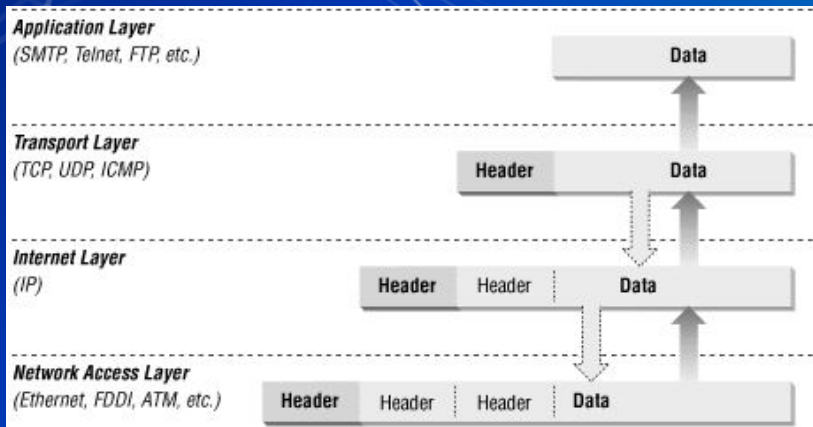 Application Layer
(SMTP, Telnet, FTP, etc.)
Data
Transport Layer
(TCP, UDP, ICMP)
Header Data
Internet Layer
(IP)
Header Header Data
Network Access Layer
(Ethernet, FDDI, ATM, etc.)
Header Header Header Data